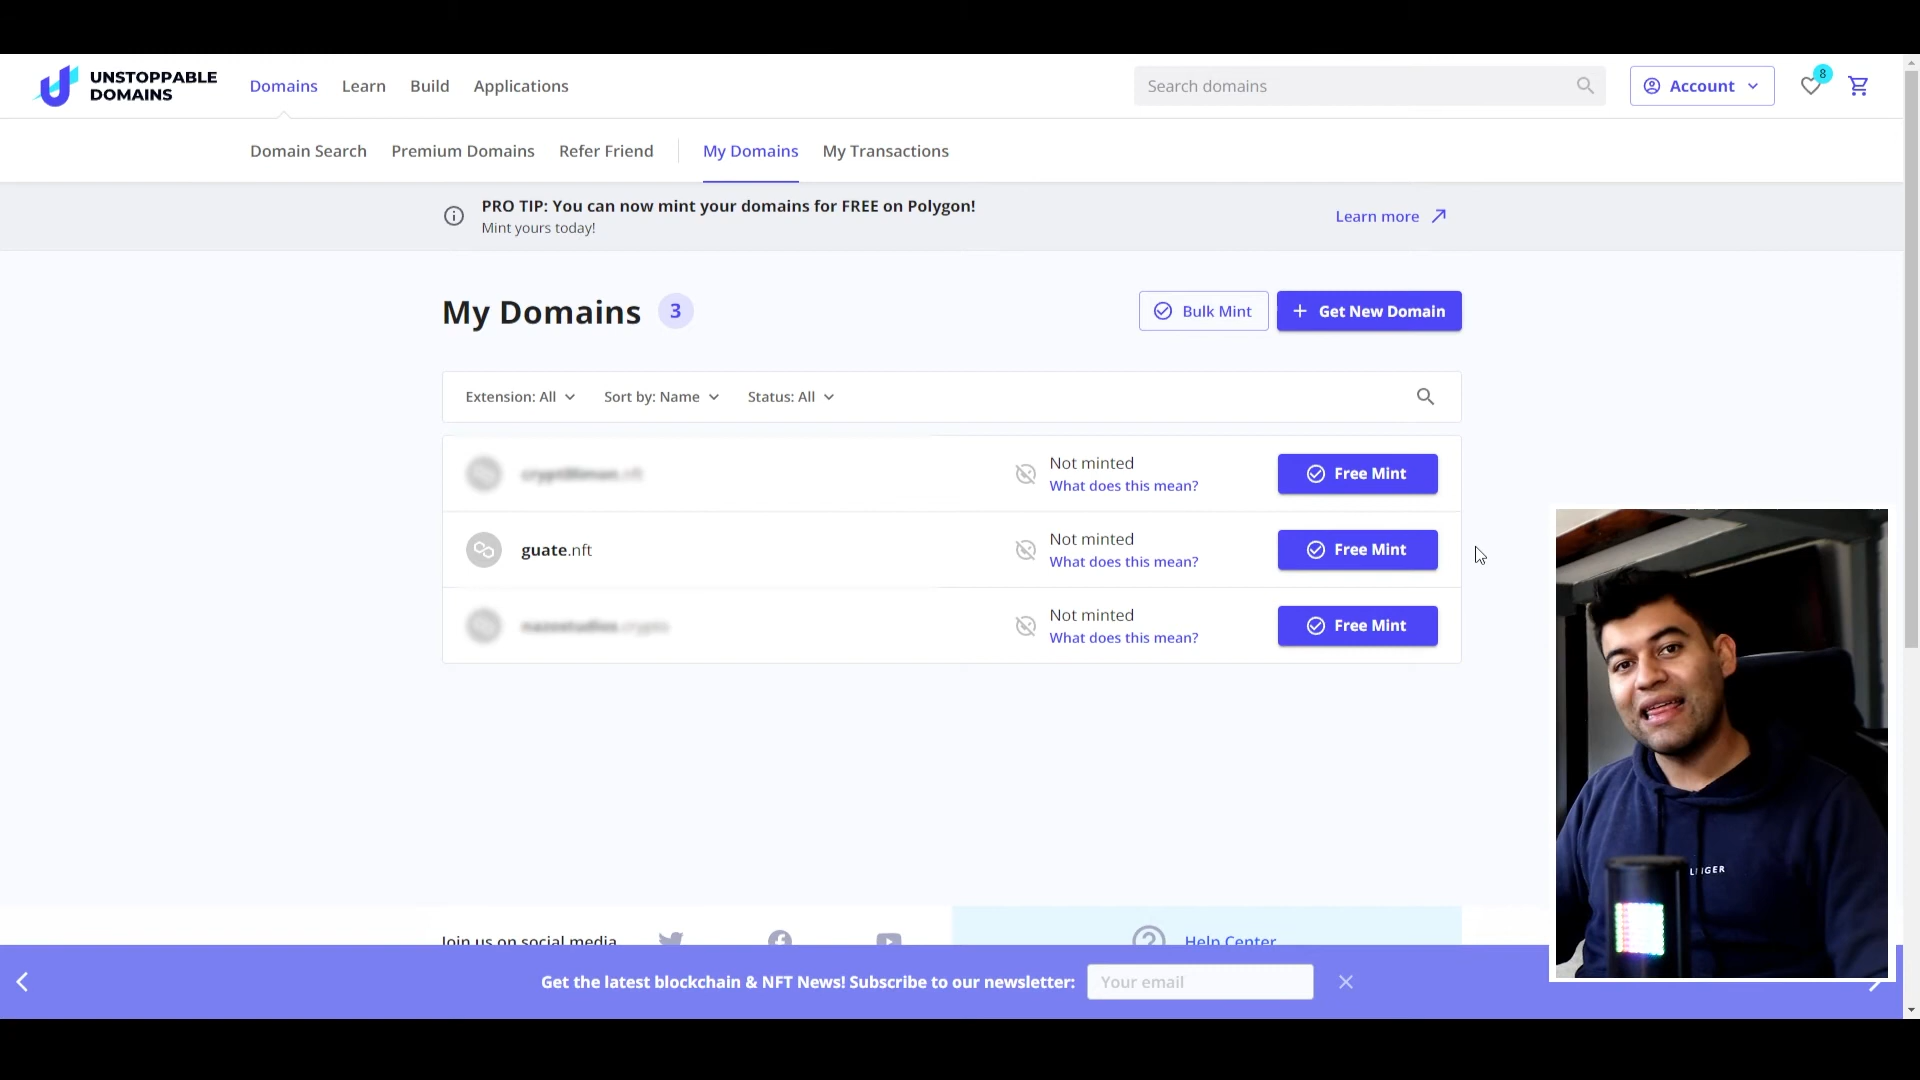 UNSTOPPABLE
DOMAINS
Domains Learn Build Applications
Search domains
Account
8
Domain Search Premium Domains Refer Friend My Domains My Transactions
PRO TIP: You can now mint your domains for FREE on Polygon!
Mint yours today!
Learn more
My Domains 3
Bulk Mint
Get New Domain
Extension: All Sort by: Name Status: All
Not minted
What does this mean?
Free Mint
guate.nft
Not minted
What does this mean?
Free Mint
Not minted
What does this mean?
Free Mint
Join us on social media
Help Center
Get the latest blockchain & NFT News! Subscribe to our newsletter:
Your email